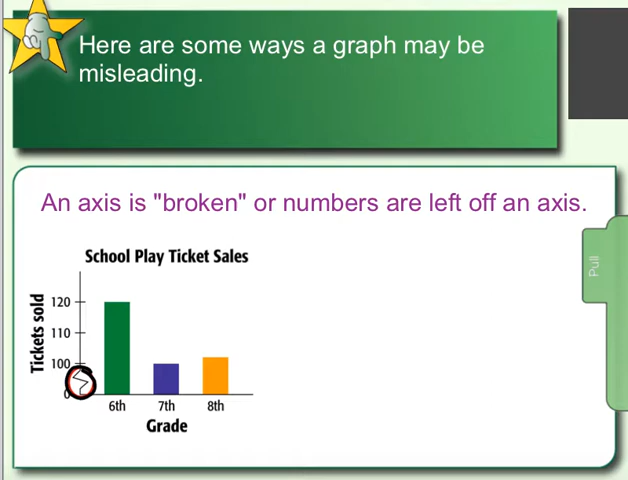 Here are some ways a graph may be
misleading.
An axis is "broken" or numbers are left off an axis.
School Play Ticket Sales
Tickets sold
120
110
100
0
6th 7th 8th
Grade
Pull